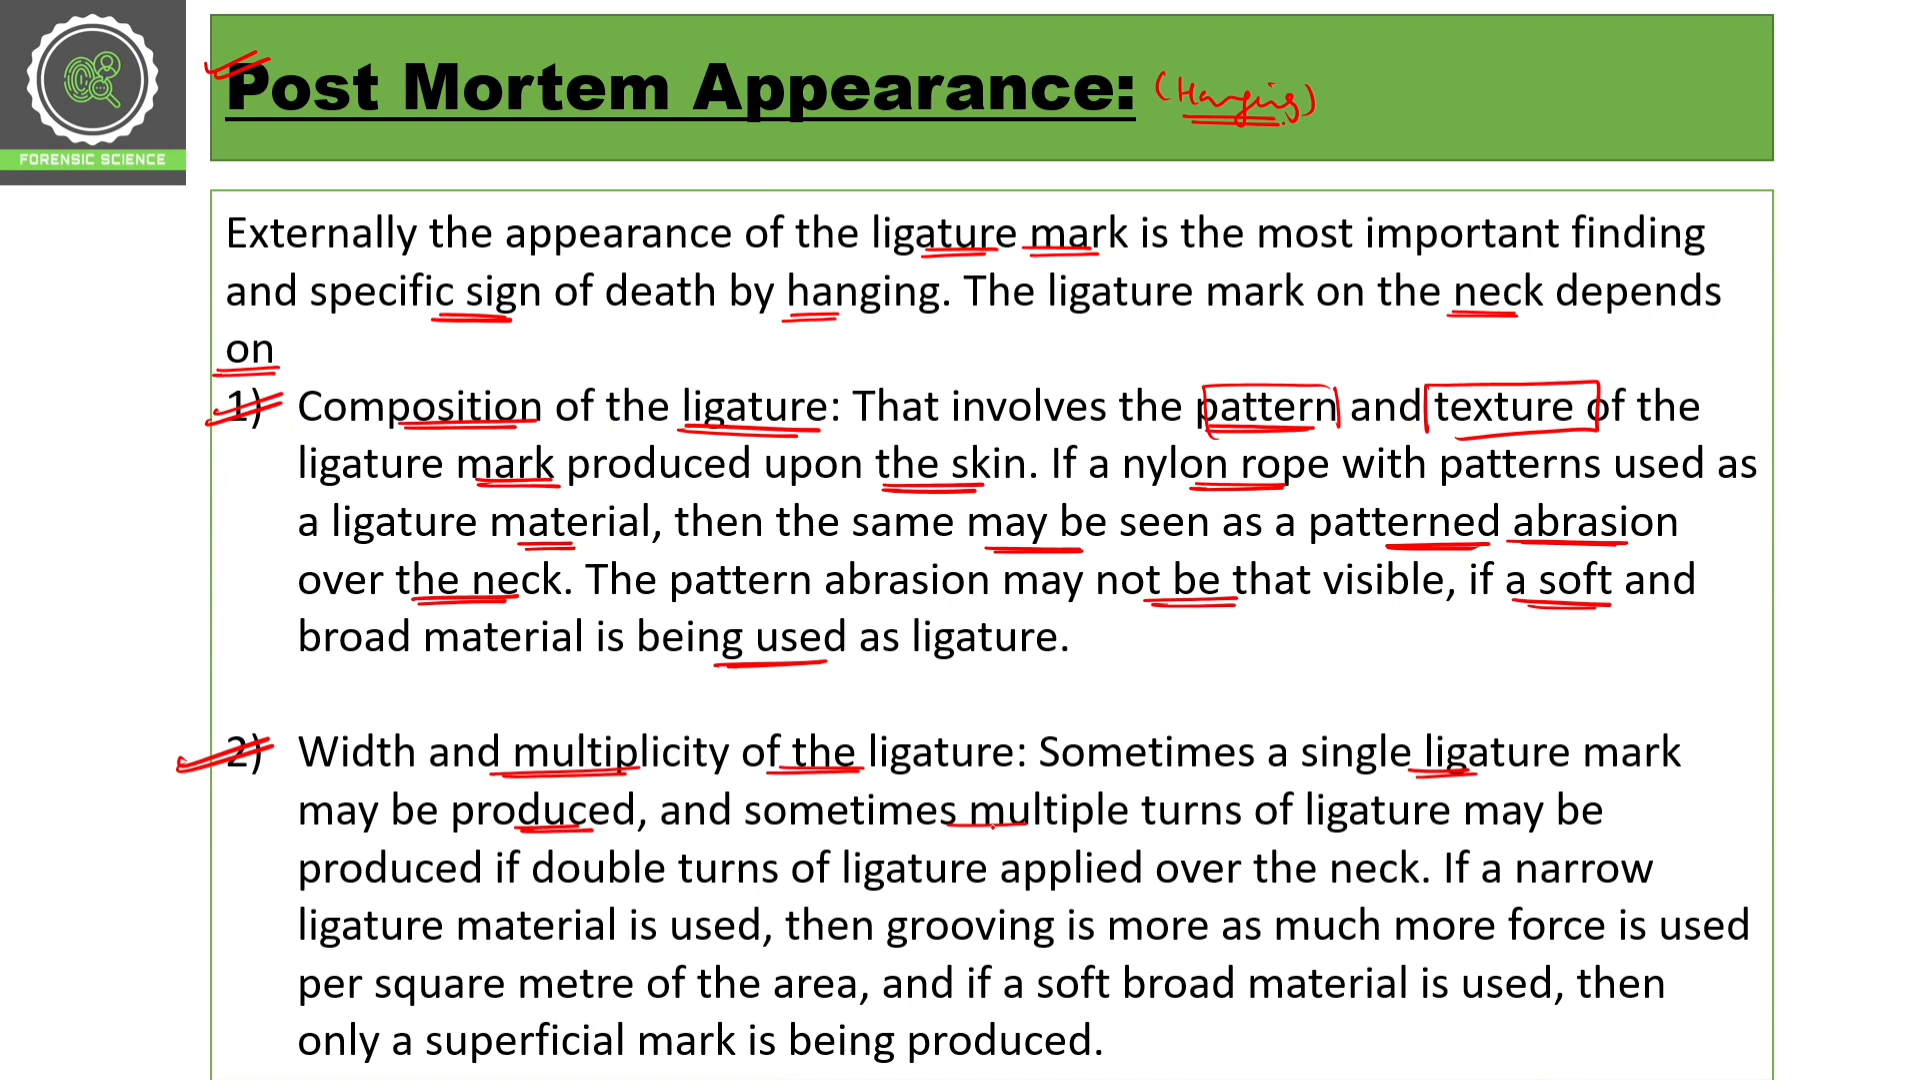 FORENSIC SCIENCE
Post Mortem Appearance: (Hanging)
Externally the appearance of the ligature mark is the most important finding
and specific sign of death by hanging. The ligature mark on the neck depends
on
1) Composition of the ligature: That involves the pattern and texture of the
ligature mark produced upon the skin. If a nylon rope with patterns used as
a ligature material, then the same may be seen as a patterned abrasion
over the neck. The pattern abrasion may not be that visible, if a soft and
broad material is being used as ligature.
2) Width and multiplicity of the ligature: Sometimes a single ligature mark
may be produced, and sometimes multiple turns of ligature may be
produced if double turns of ligature applied over the neck. If a narrow
ligature material is used, then grooving is more as much more force is used
per square metre of the area, and if a soft broad material is used, then
only a superficial mark is being produced.